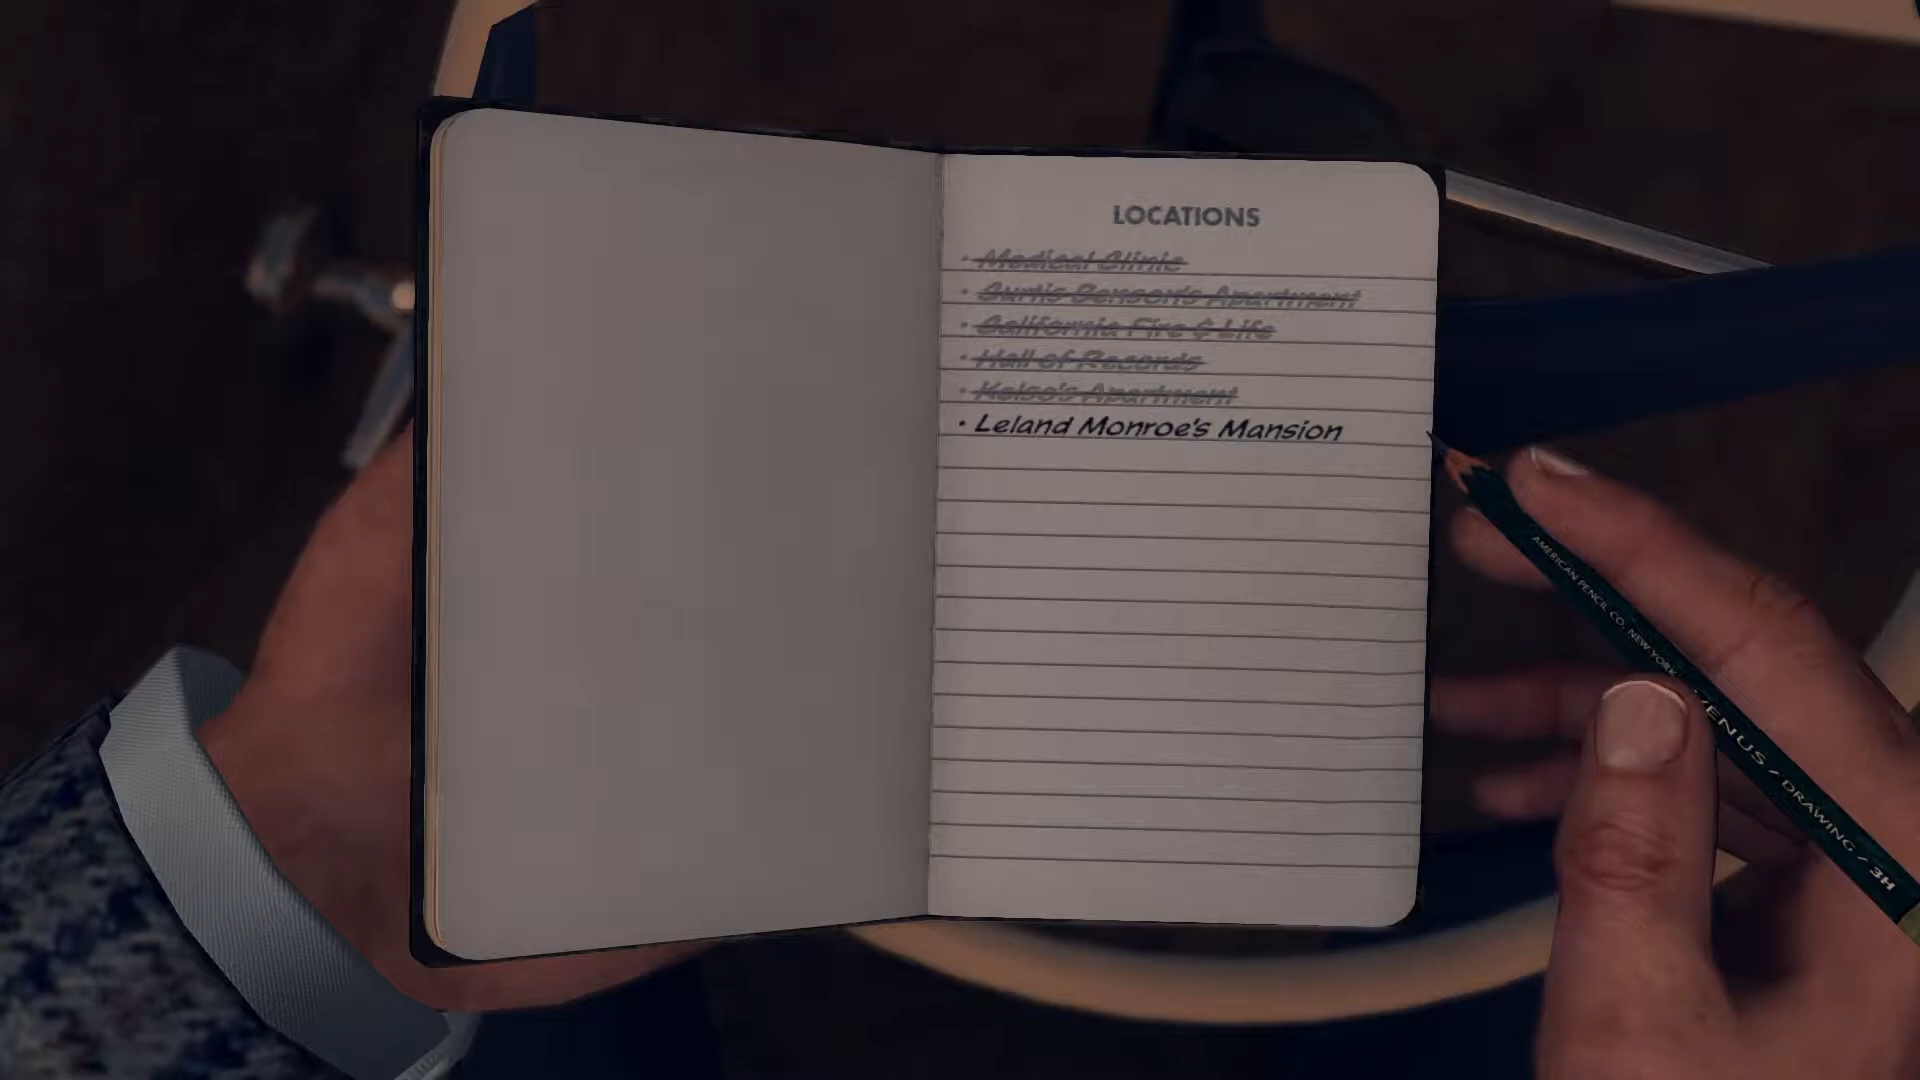 LOCATIONS
• Medical Clinic
• Curtis Benson's Apartment
• California Fire & Life
• Hall of Records
• Kelso's Apartment
• Leland Monroe's Mansion
AMERICAN PENCIL CO. NEW YORK
VENUS / DRAWING / 3H